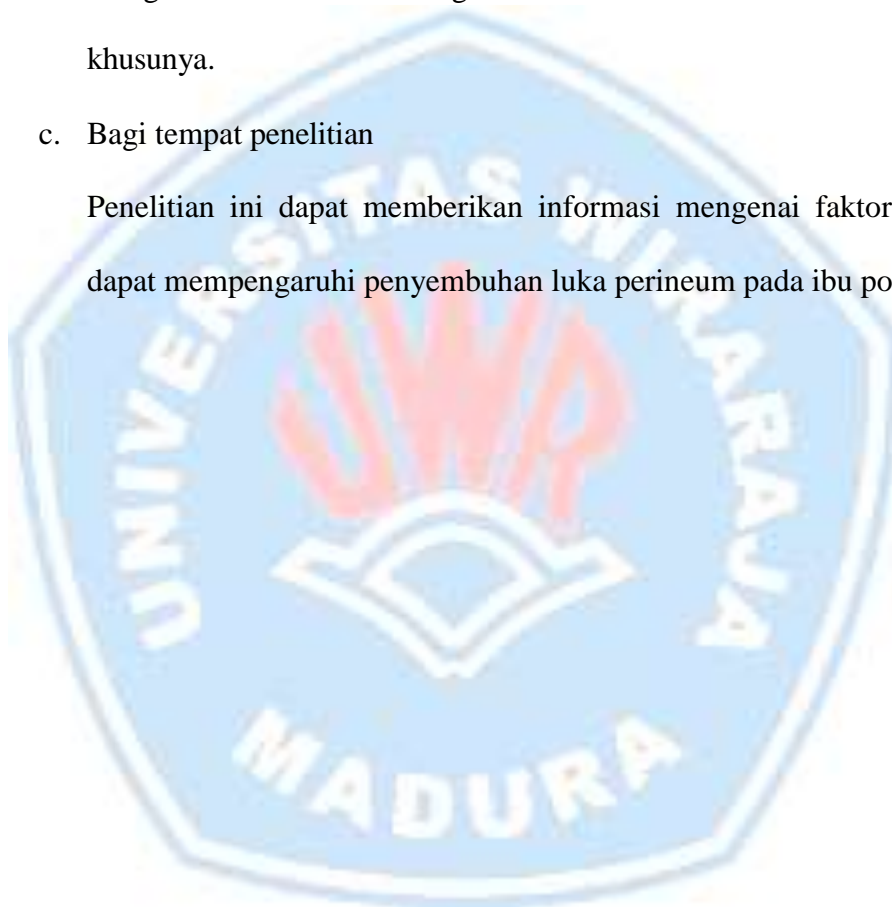 khusunya.
c. Bagi tempat penelitian
Penelitian ini dapat memberikan informasi mengenai faktor
dapat mempengaruhi penyembuhan luka perineum pada ibu po
UNIVERSITAS WIRARAJA
UWR
MADURA